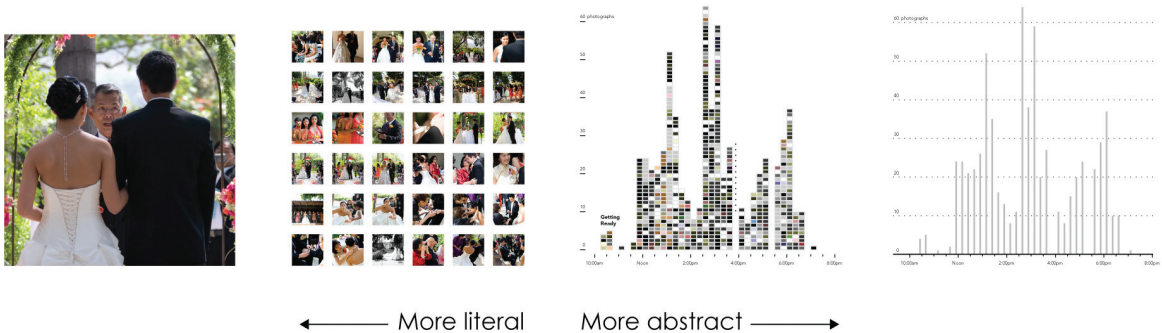 60 photographs
50
40
30
20
10
0
Getting
Ready
10:00am
Noon
2:00pm
4:00pm
6:00pm
8:00pm
60 photographs
50
40
30
20
10
0
10:00am
Noon
2:00pm
4:00pm
6:00pm
8:00pm
More literal
More abstract